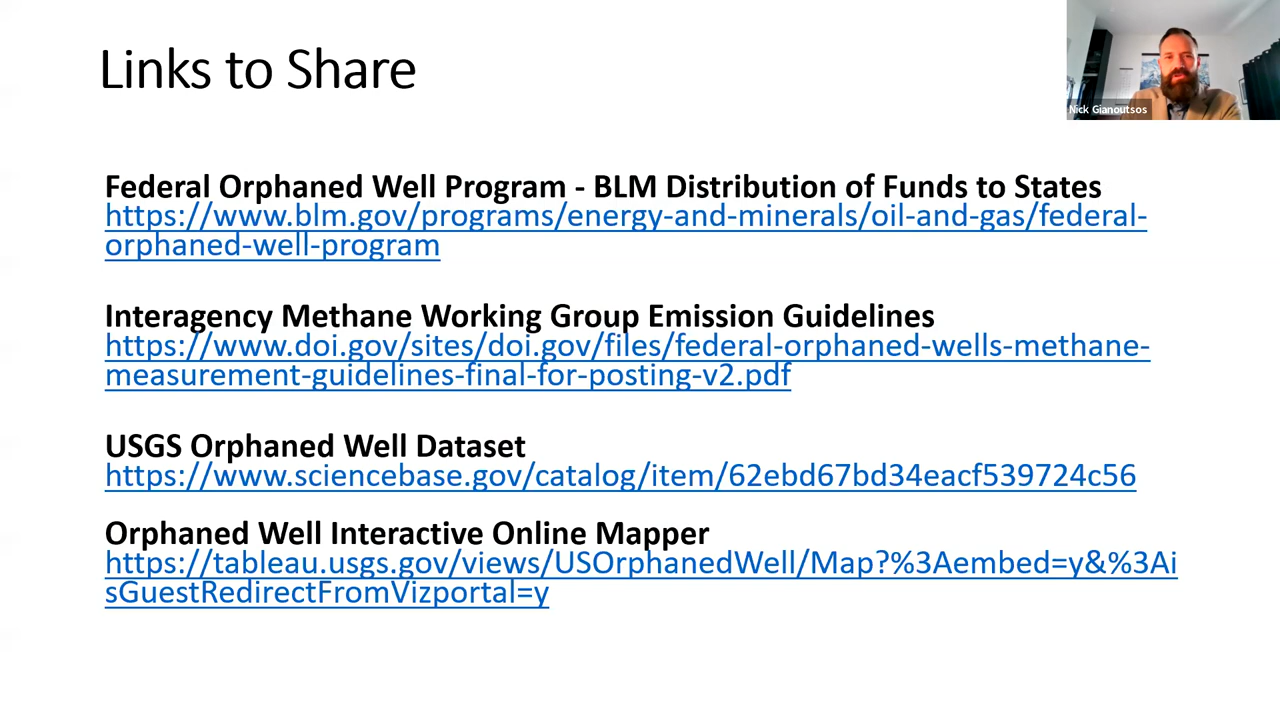 Links to Share
Nick Gianoutsos
Federal Orphaned Well Program - BLM Distribution of Funds to States
https://www.blm.gov/programs/energy-and-minerals/oil-and-gas/federal-
orphaned-well-program
Interagency Methane Working Group Emission Guidelines
https://www.doi.gov/sites/doi.gov/files/federal-orphaned-wells-methane-
measurement-guidelines-final-for-posting-v2.pdf
USGS Orphaned Well Dataset
https://www.sciencebase.gov/catalog/item/62ebd67bd34eacf539724c56
Orphaned Well Interactive Online Mapper
https://tableau.usgs.gov/views/USOrphanedWell/Map?%3Aembed=y&%3Ai
sGuestRedirectFromVizportal=y